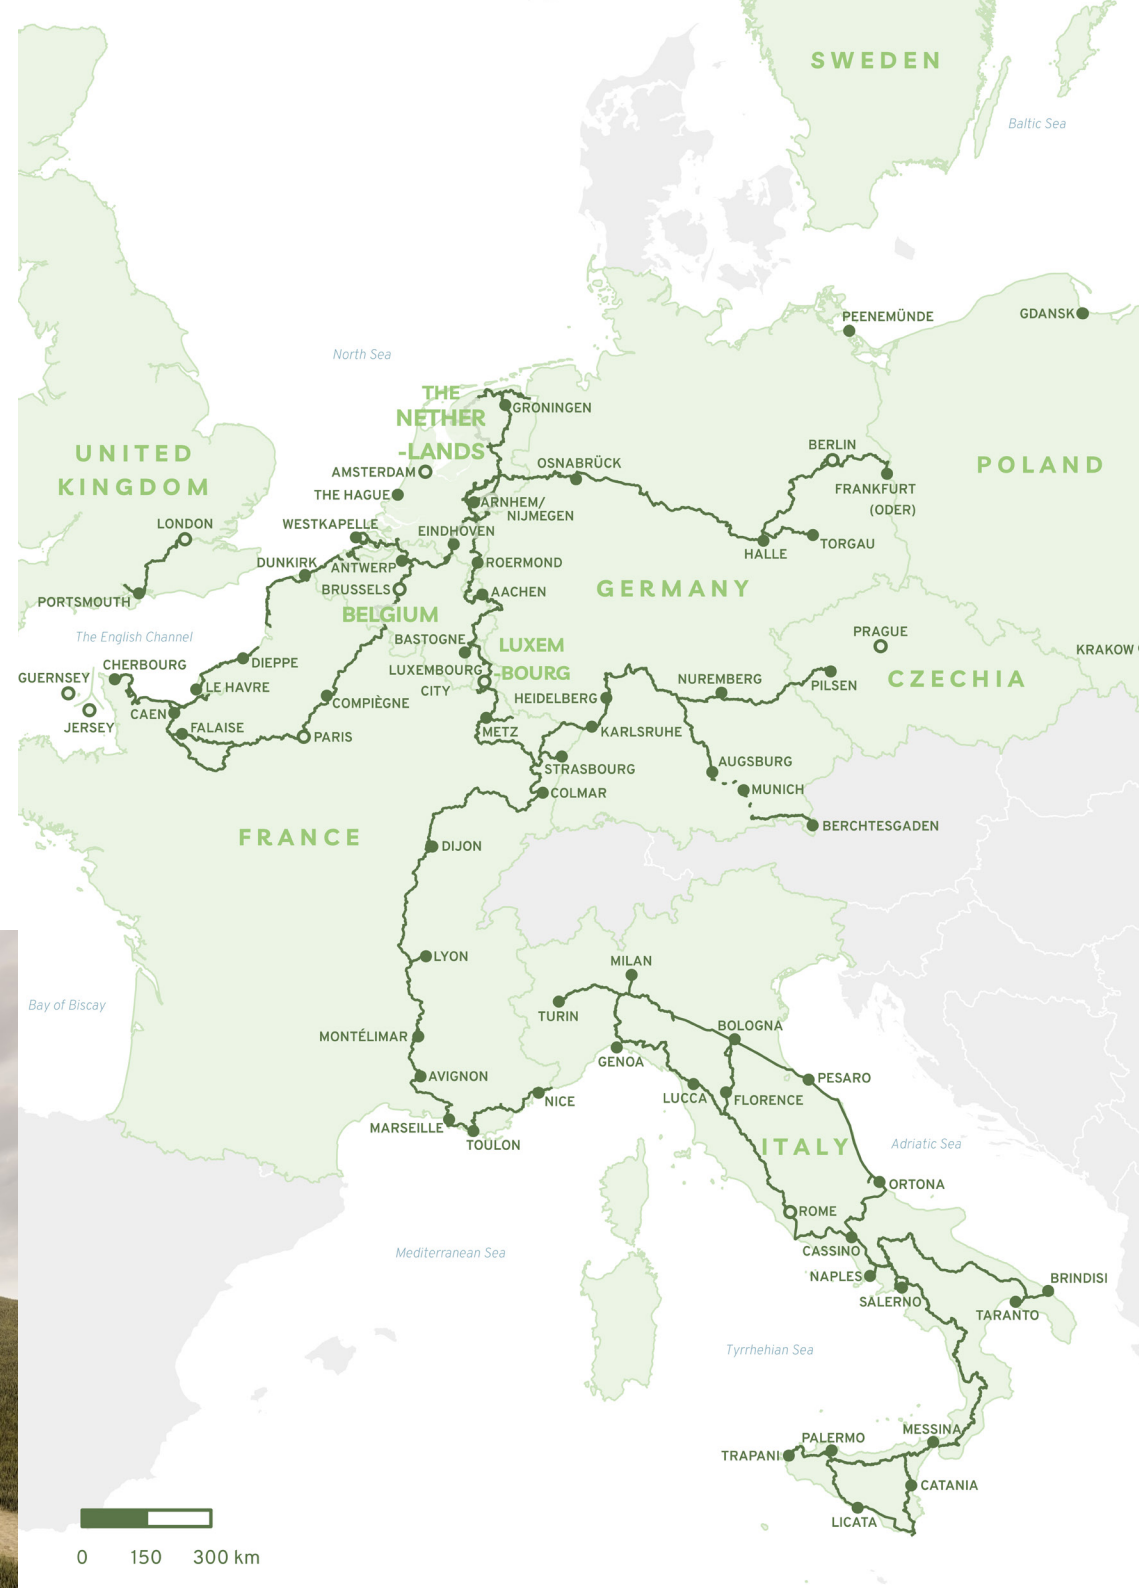 SWEDEN
Baltic Sea
PEENEMÜNDE
GDANSK
North Sea
THE
NETHER
-LANDS
GRONINGEN
UNITED
KINGDOM
BERLIN
POLAND
OSNABRÜCK
AMSTERDAM
THE HAGUE
FRANKFURT
(ODER)
ARNHEM/
NIJMEGEN
LONDON
WESTKAPELLE
EINDHOVEN
HALLE
TORGAU
DUNKIRK
ANTWERP
ROERMOND
BRUSSELS
AACHEN
GERMANY
PORTSMOUTH
BELGIUM
The English Channel
BASTOGNE
LUXEM
-BOURG
PRAGUE
KRAKOW
CHERBOURG
DIEPPE
LUXEMBOURG
CITY
GUERNSEY
LE HAVRE
HEIDELBERG
NUREMBERG
PILSEN
CZECHIA
COMPIÈGNE
JERSEY
CAEN
FALAISE
PARIS
METZ
KARLSRUHE
STRASBOURG
AUGSBURG
COLMAR
MUNICH
FRANCE
DIJON
BERCHTESGADEN
LYON
MILAN
Bay of Biscay
TURIN
MONTÉLIMAR
BOLOGNA
GENOA
AVIGNON
PESARO
NICE
LUCCA
FLORENCE
MARSEILLE
TOULON
ITALY
Adriatic Sea
ORTONA
ROME
Mediterranean Sea
CASSINO
NAPLES
BRINDISI
SALERNO
TARANTO
Tyrrhehian Sea
MESSINA
PALERMO
TRAPANI
CATANIA
LICATA
0 150 300 km